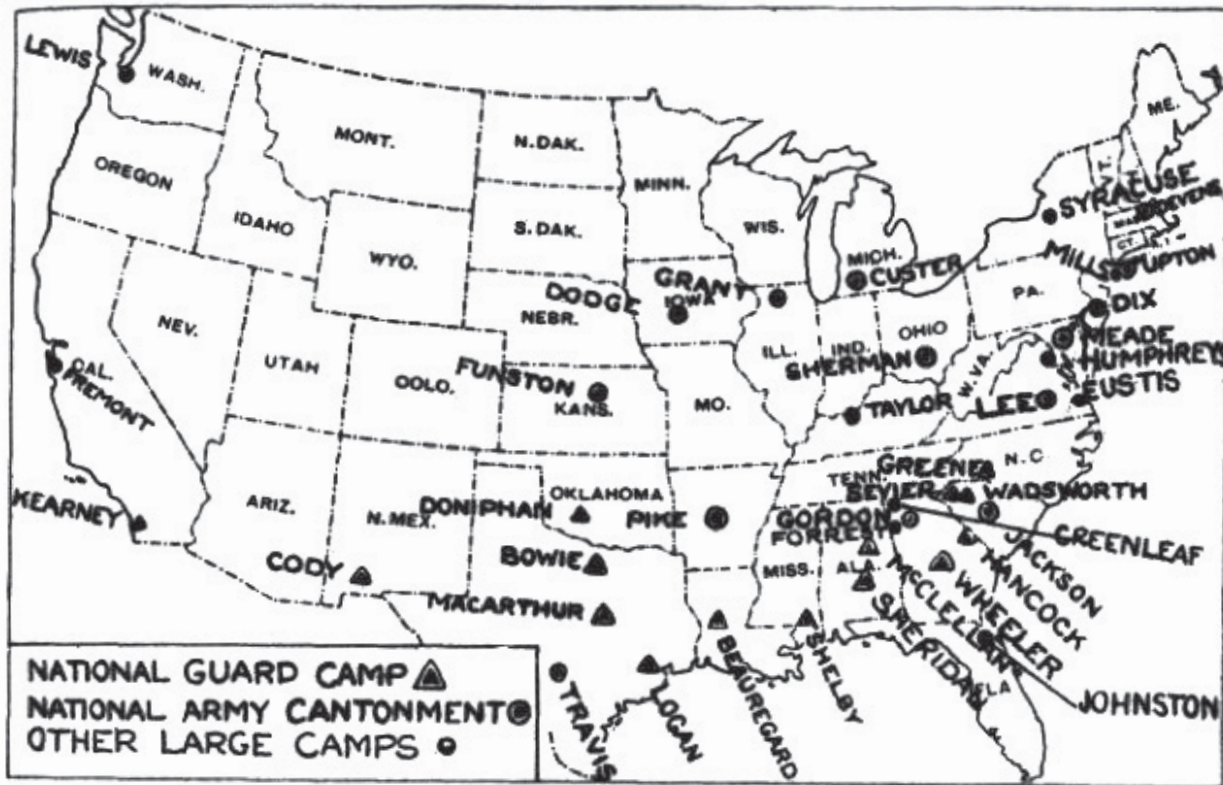 LEWIS
WASH.
MONT.
N. DAK.
MINN.
ME.
OREGON
IDAHO
S. DAK.
WIS.
SYRACUSE
DEVENS
WYO.
MICH.
CUSTER
CT.
R.I.
MILLS
UPTON
GRANT
DODGE
IOWA
PA.
DIX
NEV.
NEBR.
OHIO
MEADE
UTAH
COLO.
ILL.
IND.
SHERMAN
W. VA.
HUMPHREYS
CAL.
FREMONT
FUNSTON
KANS.
MO.
TAYLOR
LEE
EUSTIS
N. C
GREENE
TENN.
SEVIER
WADSWORTH
KEARNEY
ARIZ.
N. MEX.
DONIPHAN
OKLAHOMA
PIKE
GORDON
FORREST
GREENLEAF
CODY
BOWIE
MISS.
ALA.
JACKSON
HANCOCK
WHEELER
McCLELLAN
SHERIDAN
MACARTHUR
BEAUREGARD
SHELBY
LOGAN
TRAVIS
FLA
JOHNSTON
NATIONAL GUARD CAMP
NATIONAL ARMY CANTONMENT
OTHER LARGE CAMPS